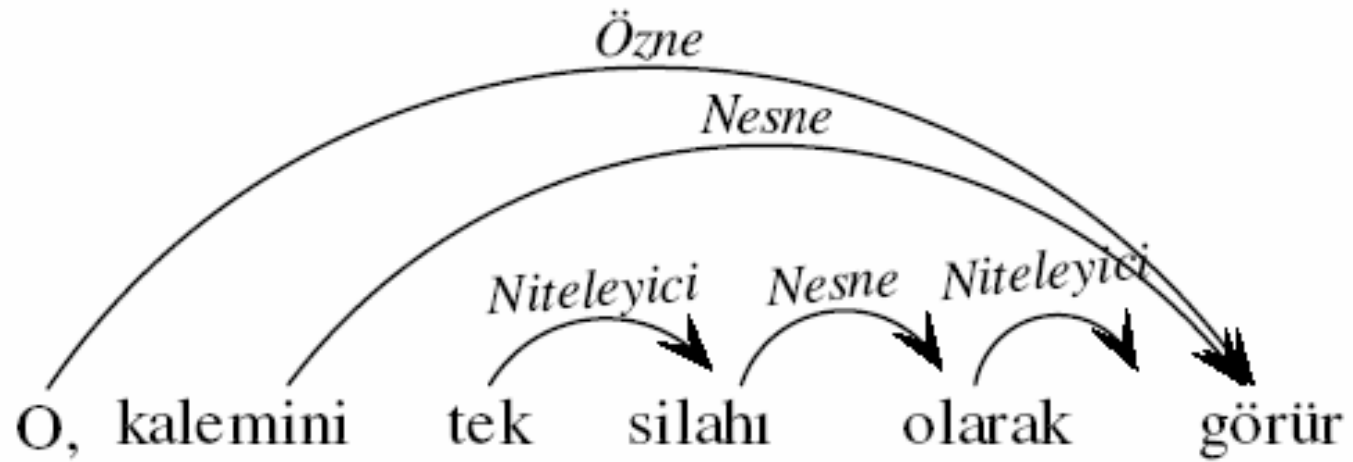 Özne
Nesne
Niteleyici Nesne Niteleyici
O, kalemini tek silahı olarak görür